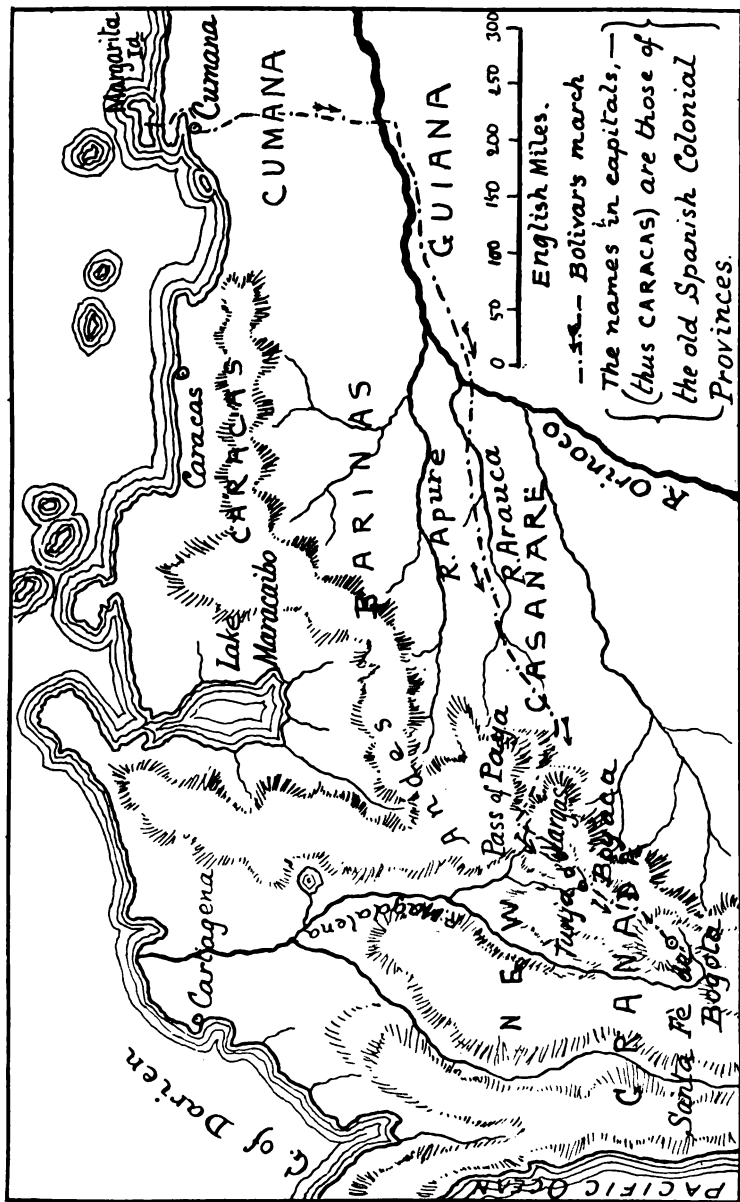 Margarita
Id.
Cumana
CUMANA
GUIANA
Caracas
CARACAS
Lake
Maracaibo
BARINAS
R. Apure
R. Arauca
CASANARE
R. Orinoco
Andes
Pass of Paya
Cartagena
R. Magdalena
G. of Darien
Tunja
Vargas
Boyaca
NEW
GRANADA
Santa Fè de
Bogota
PACIFIC OCEAN
0 50 100 150 200 250 300
English Miles.
Bolivar's march
The names in capitals,—
(thus CARACAS) are those of
the old Spanish Colonial
Provinces.